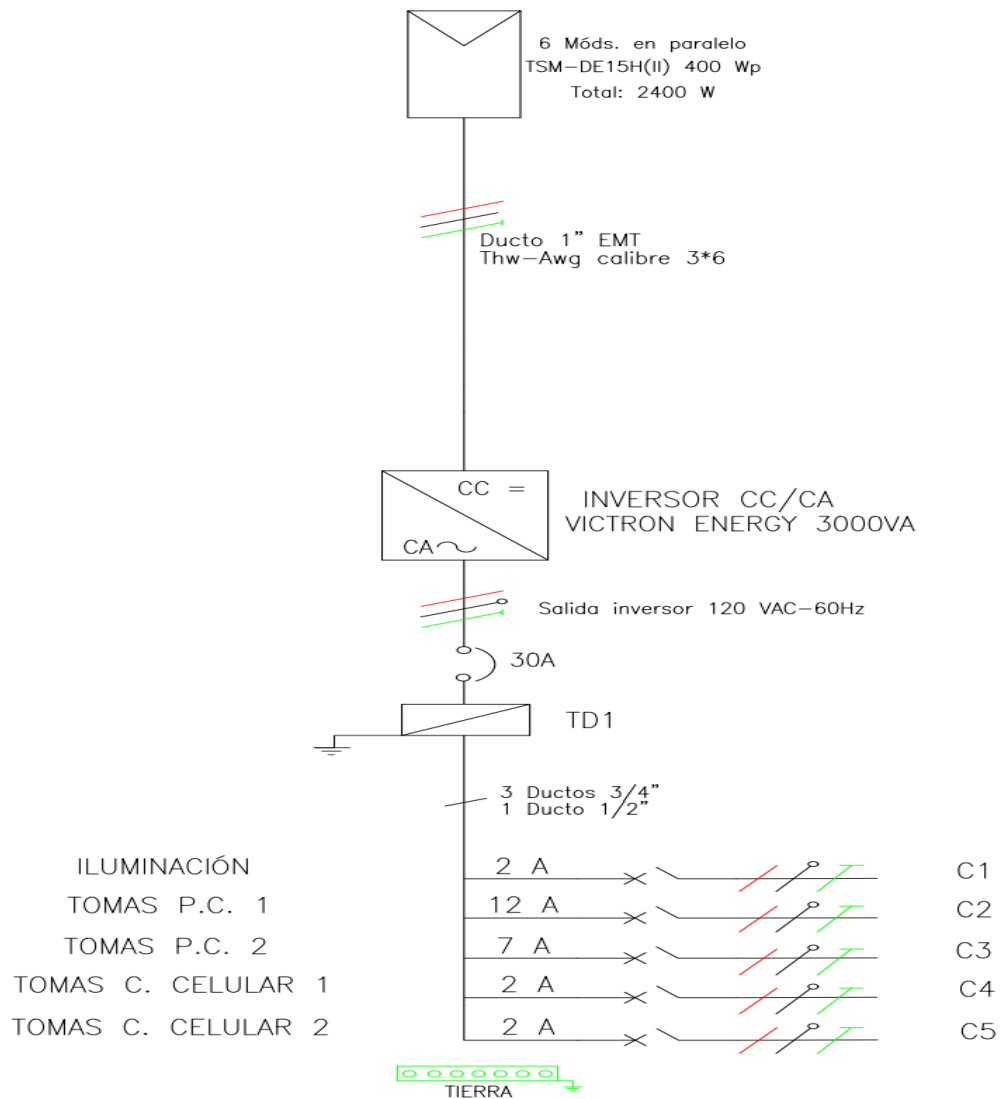 6 Móds. en paralelo
TSM-DE15H(II) 400 Wp
Total: 2400 W
Ducto 1" EMT
Thw-Awg calibre 3*6
CC =
CA
INVERSOR CC/CA
VICTRON ENERGY 3000VA
Salida inversor 120 VAC-60Hz
30A
TD1
3 Ductos 3/4"
1 Ducto 1/2"
ILUMINACIÓN 2 A C1
TOMAS P.C. 1 12 A C2
TOMAS P.C. 2 7 A C3
TOMAS C. CELULAR 1 2 A C4
TOMAS C. CELULAR 2 2 A C5
TIERRA